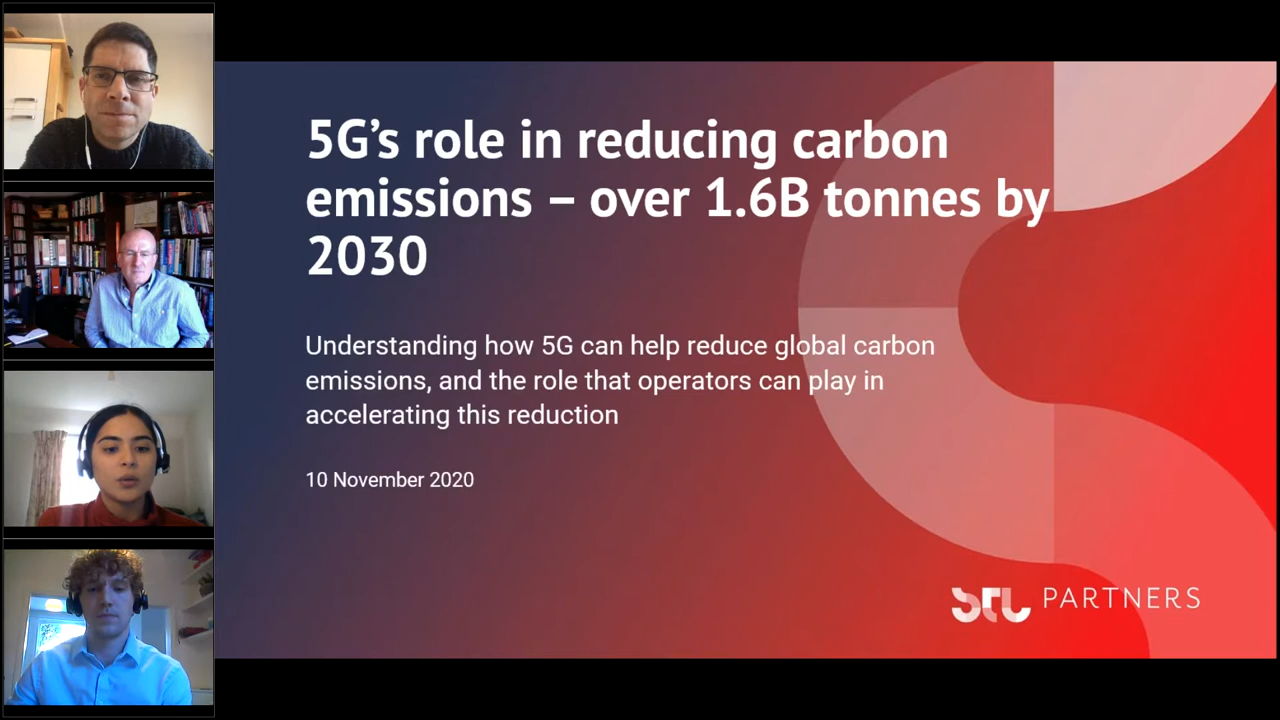 5G’s role in reducing carbon
emissions – over 1.6B tonnes by
2030
Understanding how 5G can help reduce global carbon
emissions, and the role that operators can play in
accelerating this reduction
10 November 2020
STL PARTNERS